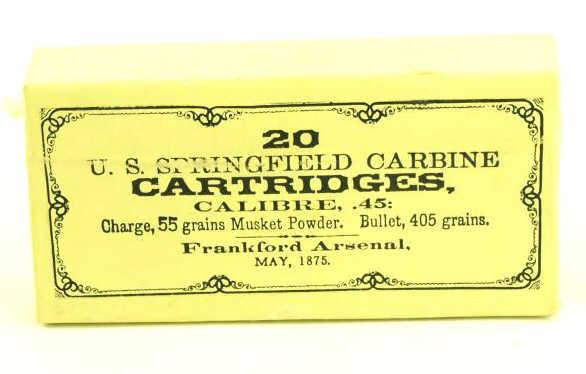 20
U. S. SPRINGFIELD CARBINE
CARTRIDGES,
CALIBRE, .45:
Charge, 55 grains Musket Powder. Bullet, 405 grains.
Frankford Arsenal,
MAY, 1875.